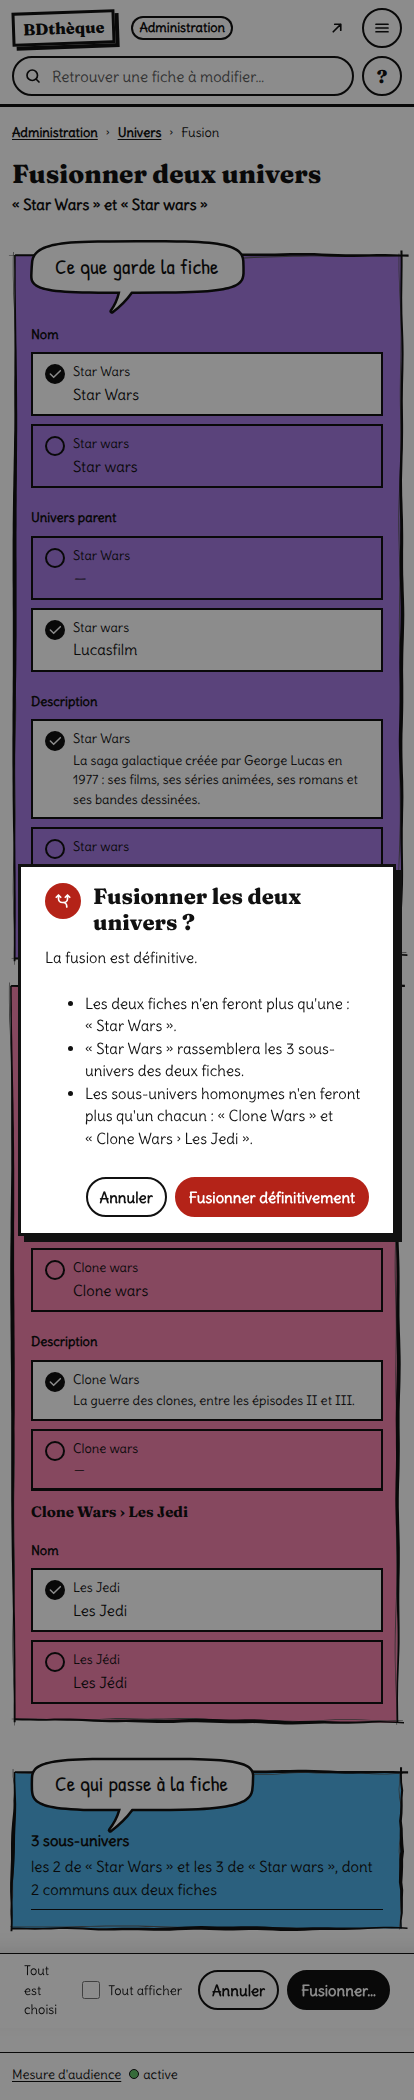 BDthèque
Administration
Retrouver une fiche à modifier...
?
Administration › Univers › Fusion
Fusionner deux univers
« Star Wars » et « Star wars »
Ce que garde la fiche
Nom
Star Wars
Star Wars
Star wars
Star wars
Univers parent
Star Wars
—
Star wars
Lucasfilm
Description
Star Wars
La saga galactique créée par George Lucas en
1977 : ses films, ses séries animées, ses romans et
ses bandes dessinées.
Star wars
Fusionner les deux
univers ?
La fusion est définitive.
• Les deux fiches n'en feront plus qu'une :
« Star Wars ».
• « Star Wars » rassemblera les 3 sous-
univers des deux fiches.
• Les sous-univers homonymes n'en feront
plus qu'un chacun : « Clone Wars » et
« Clone Wars › Les Jedi ».
Annuler
Fusionner définitivement
Clone wars
Clone wars
Description
Clone Wars
La guerre des clones, entre les épisodes II et III.
Clone wars
—
Clone Wars › Les Jedi
Nom
Les Jedi
Les Jedi
Les Jédi
Les Jédi
Ce qui passe à la fiche
3 sous-univers
les 2 de « Star Wars » et les 3 de « Star wars », dont
2 communs aux deux fiches
Tout
est
choisi
Tout afficher
Annuler
Fusionner...
Mesure d'audience
active